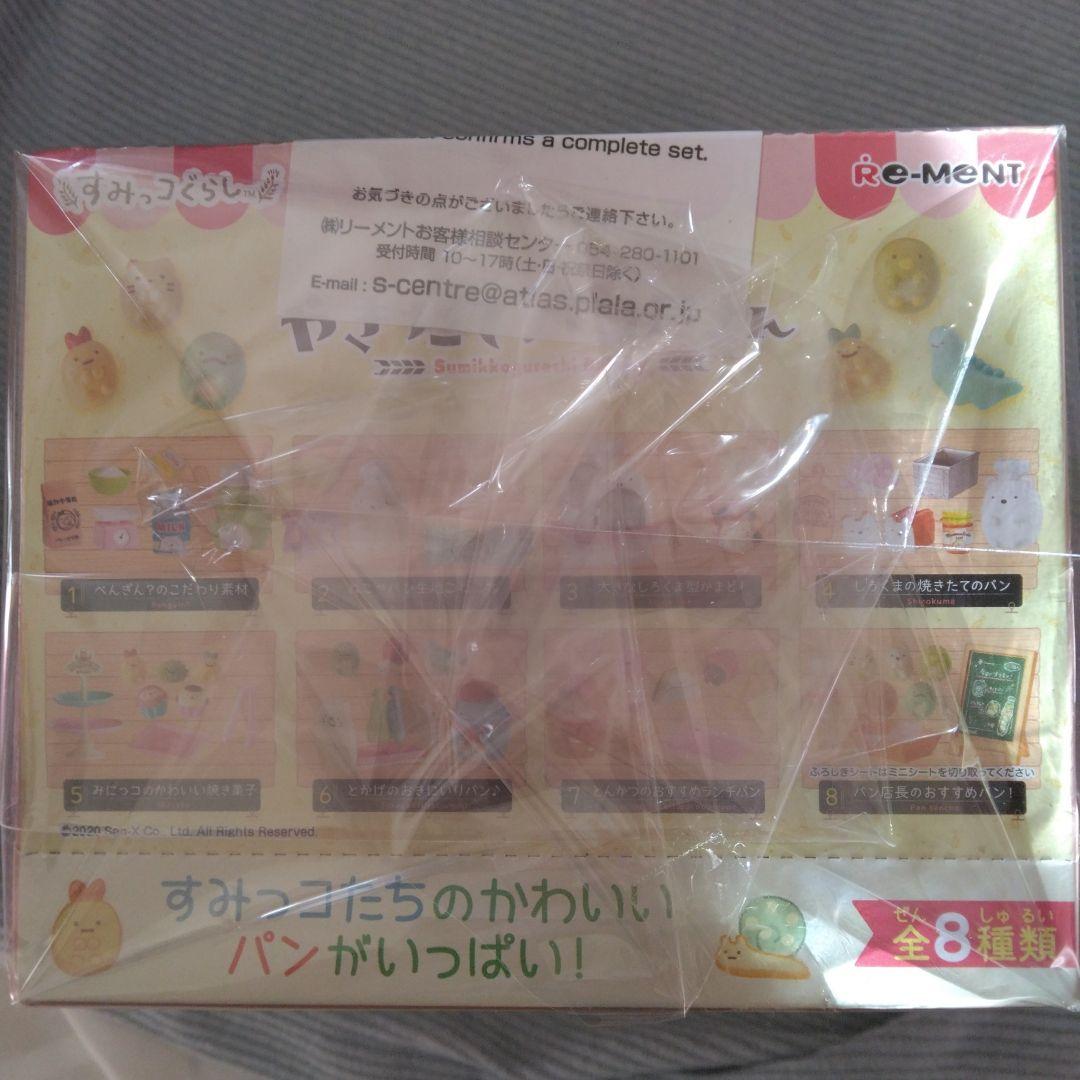 confirms a complete set.
お気づきの点がございましたらご連絡下さい。
㈱リーメントお客様相談センター 054-280-1101
受付時間 10〜17時(土・日・祝祭日除く)
E-mail : s-centre@atlas.plala.or.jp
すみっコぐらし™
Re-MeNT
Sumikkogurashi
MILK
1 ぺんぎん?のこだわり素材
Penguin?
2
3 大きなしろくま型かまど!
4 しろくまの焼きたてのパン
Shirokuma
5 みにっコのかわいい焼き菓子
6 とかげのおきにいりパン♪
7 とんかつのおすすめランチパン
ふろしきシートはミニシートを切り取ってください
8 パン店長のおすすめパン!
Pan tencho
©2020 San-X Co., Ltd. All Rights Reserved.
すみっコたちのかわいい
パンがいっぱい!
ぜん しゅるい
全8種類